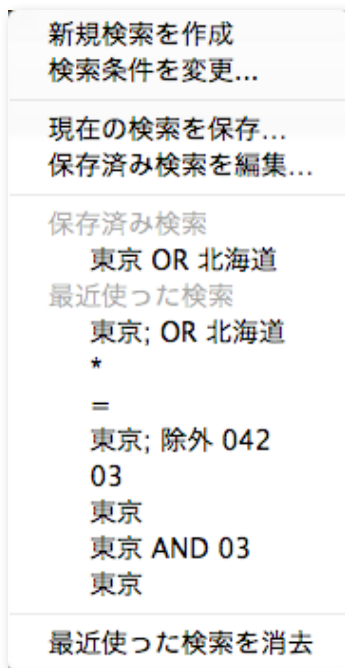 新規検索を作成
検索条件を変更...
現在の検索を保存...
保存済み検索を編集...
保存済み検索
東京 OR 北海道
最近使った検索
東京; OR 北海道
*
=
東京; 除外 042
03
東京
東京 AND 03
東京
最近使った検索を消去